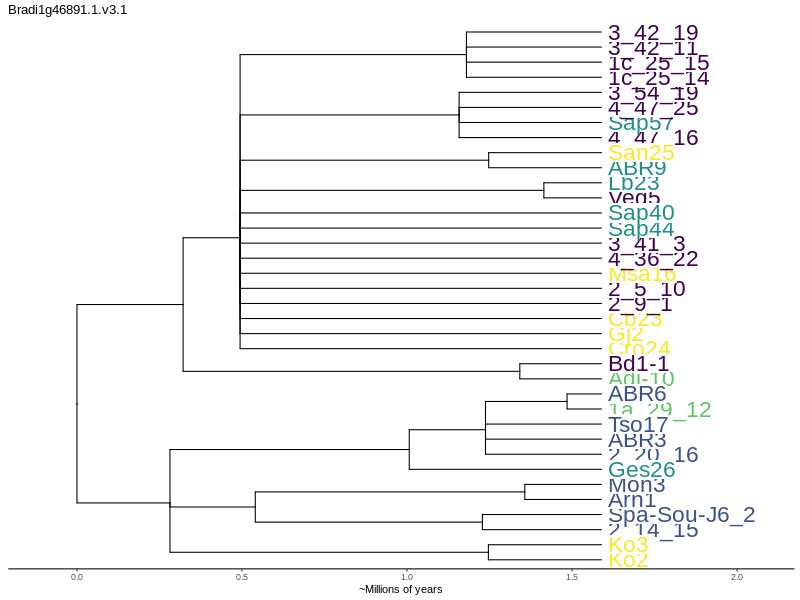 Bradi1g46891.1.v3.1
3_42_19
3_42_11
1c_25_15
1c_25_14
3_54_19
4_47_25
Sap57
4_47_16
San25
ABR9
Lb23
Veg5
Sap40
Sap44
3_41_3
4_36_22
Msa16
2_5_10
2_9_1
Cb23
Gj2
Cro24
Bd1-1
Adi-10
ABR6
1a_29_12
Tso17
ABR3
2_20_16
Ges26
Mon3
Arn1
Spa-Sou-J6_2
2_14_15
Ko3
Ko2
0.0 0.5 1.0 1.5 2.0
~Millions of years